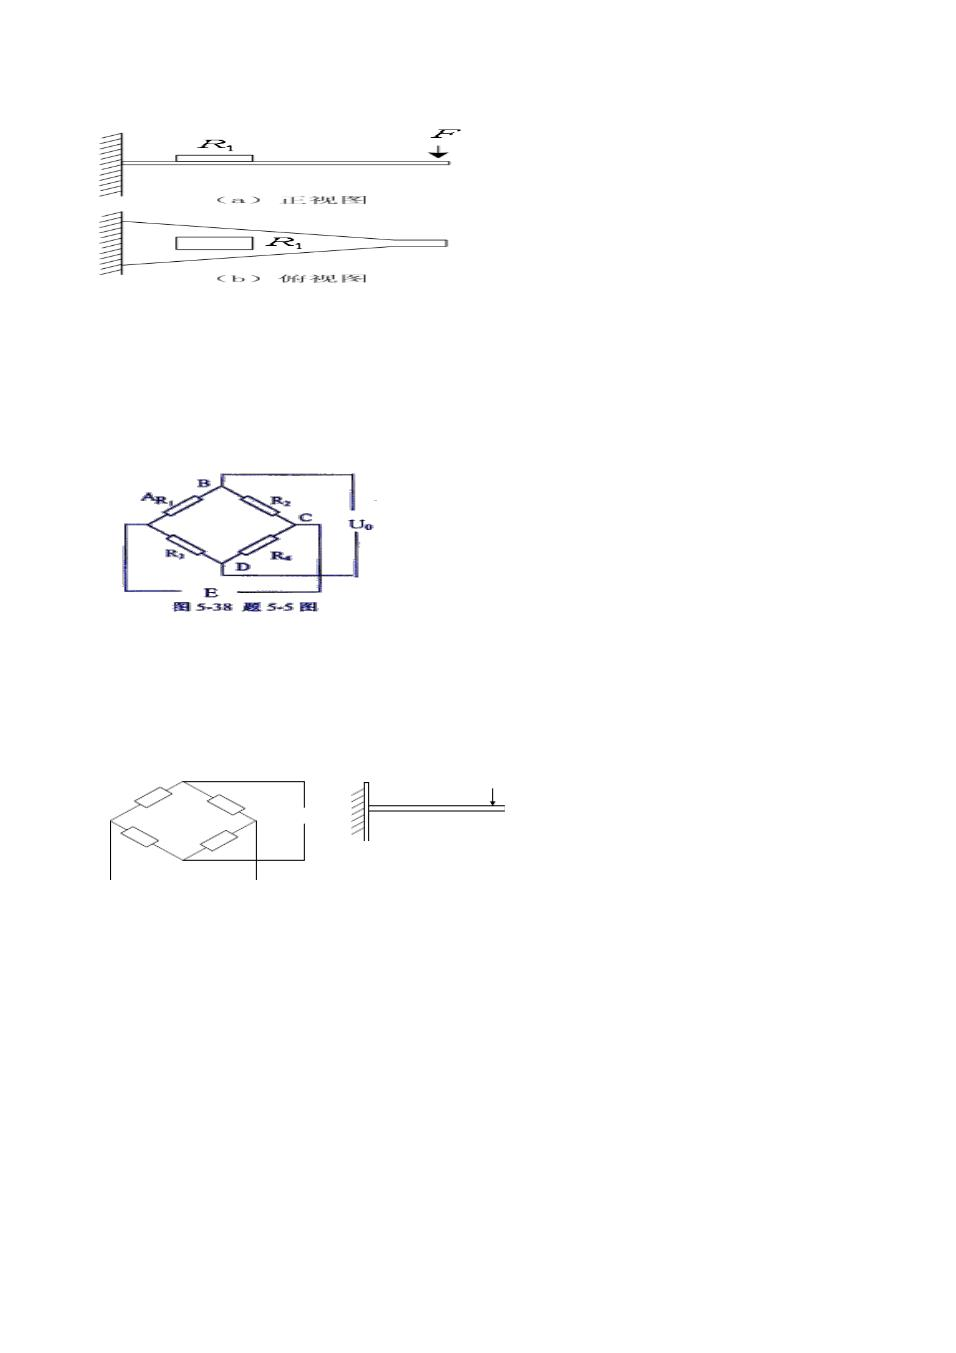 F
R₁
（a） 正视图
R₁
（b） 俯视图
B
A R₁ R₂
C
U₀
R₃ R₄
D
E
图 5-38 题 5-5 图